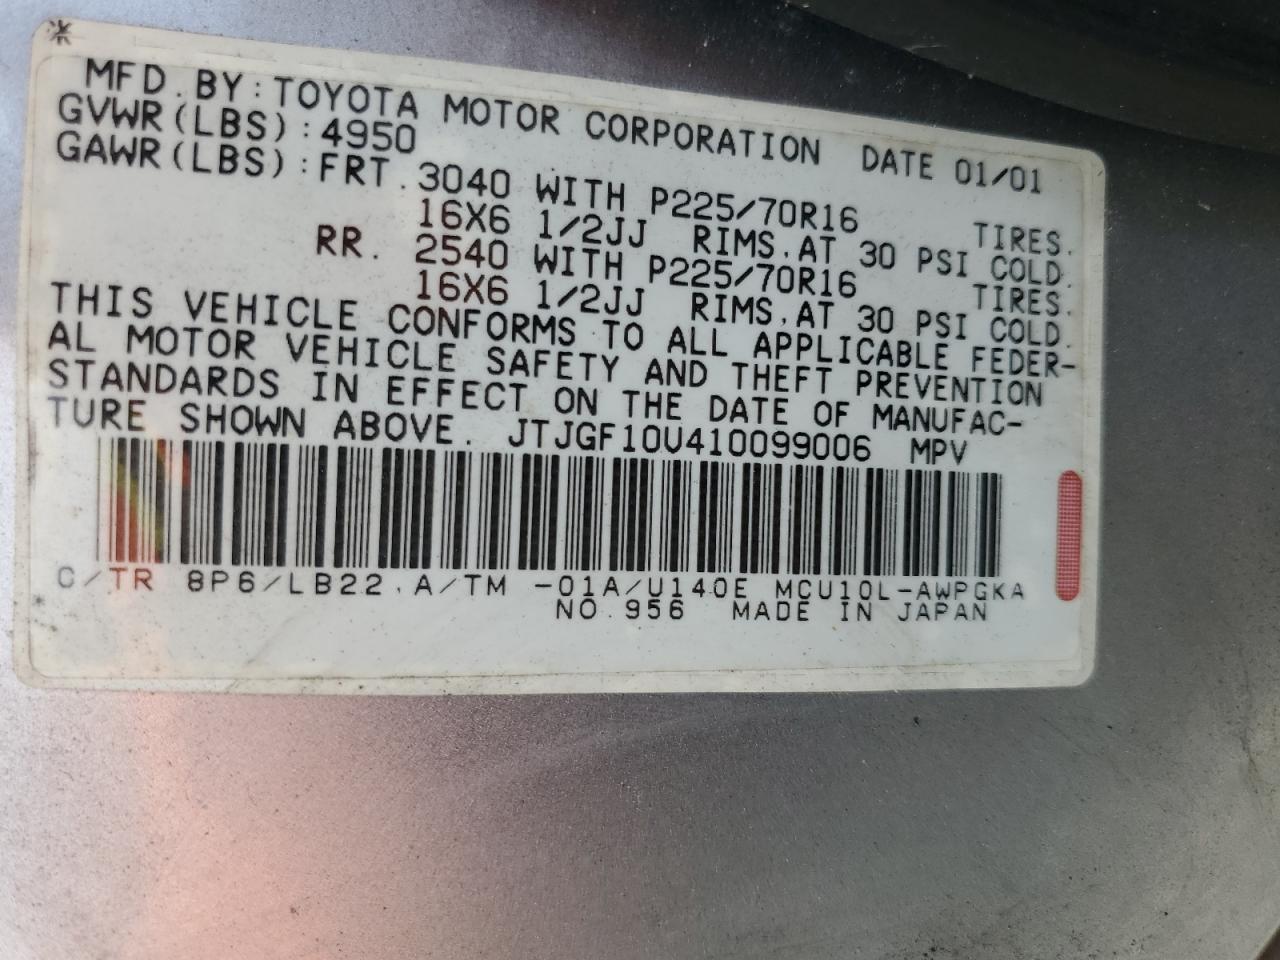 MFD. BY: TOYOTA MOTOR CORPORATION DATE 01/01
GVWR(LBS):4950
GAWR(LBS):FRT. 3040 WITH P225/70R16 TIRES.
16X6 1/2JJ RIMS, AT 30 PSI COLD.
RR. 2540 WITH P225/70R16 TIRES.
16X6 1/2JJ RIMS, AT 30 PSI COLD.
THIS VEHICLE CONFORMS TO ALL APPLICABLE FEDER-
AL MOTOR VEHICLE SAFETY AND THEFT PREVENTION
STANDARDS IN EFFECT ON THE DATE OF MANUFAC-
TURE SHOWN ABOVE. JTJGF10U410099006 MPV
C/TR 8P6/LB22, A/TM -01A/U140E MCU10L-AWPGKA
NO.956 MADE IN JAPAN